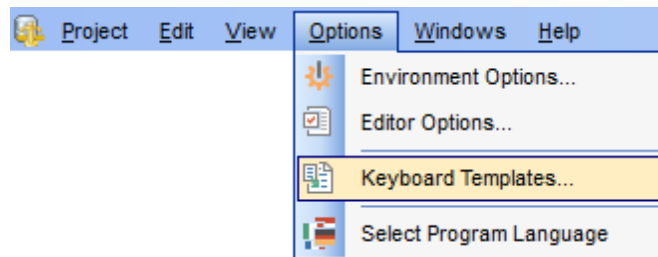 Project Edit View Options Windows Help
Environment Options...
Editor Options...
Keyboard Templates...
Select Program Language